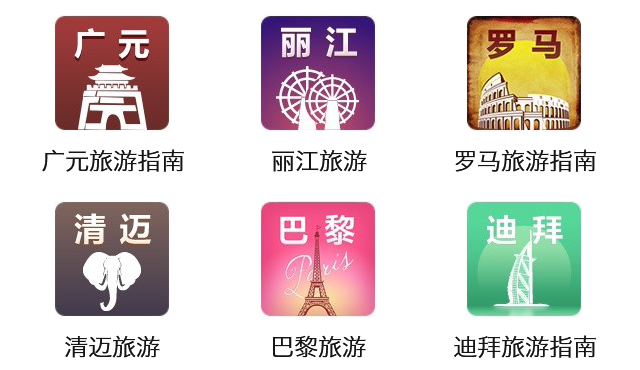 广元
丽江
罗马
广元旅游指南
丽江旅游
罗马旅游指南
清迈
巴黎
Paris
迪拜
清迈旅游
巴黎旅游
迪拜旅游指南